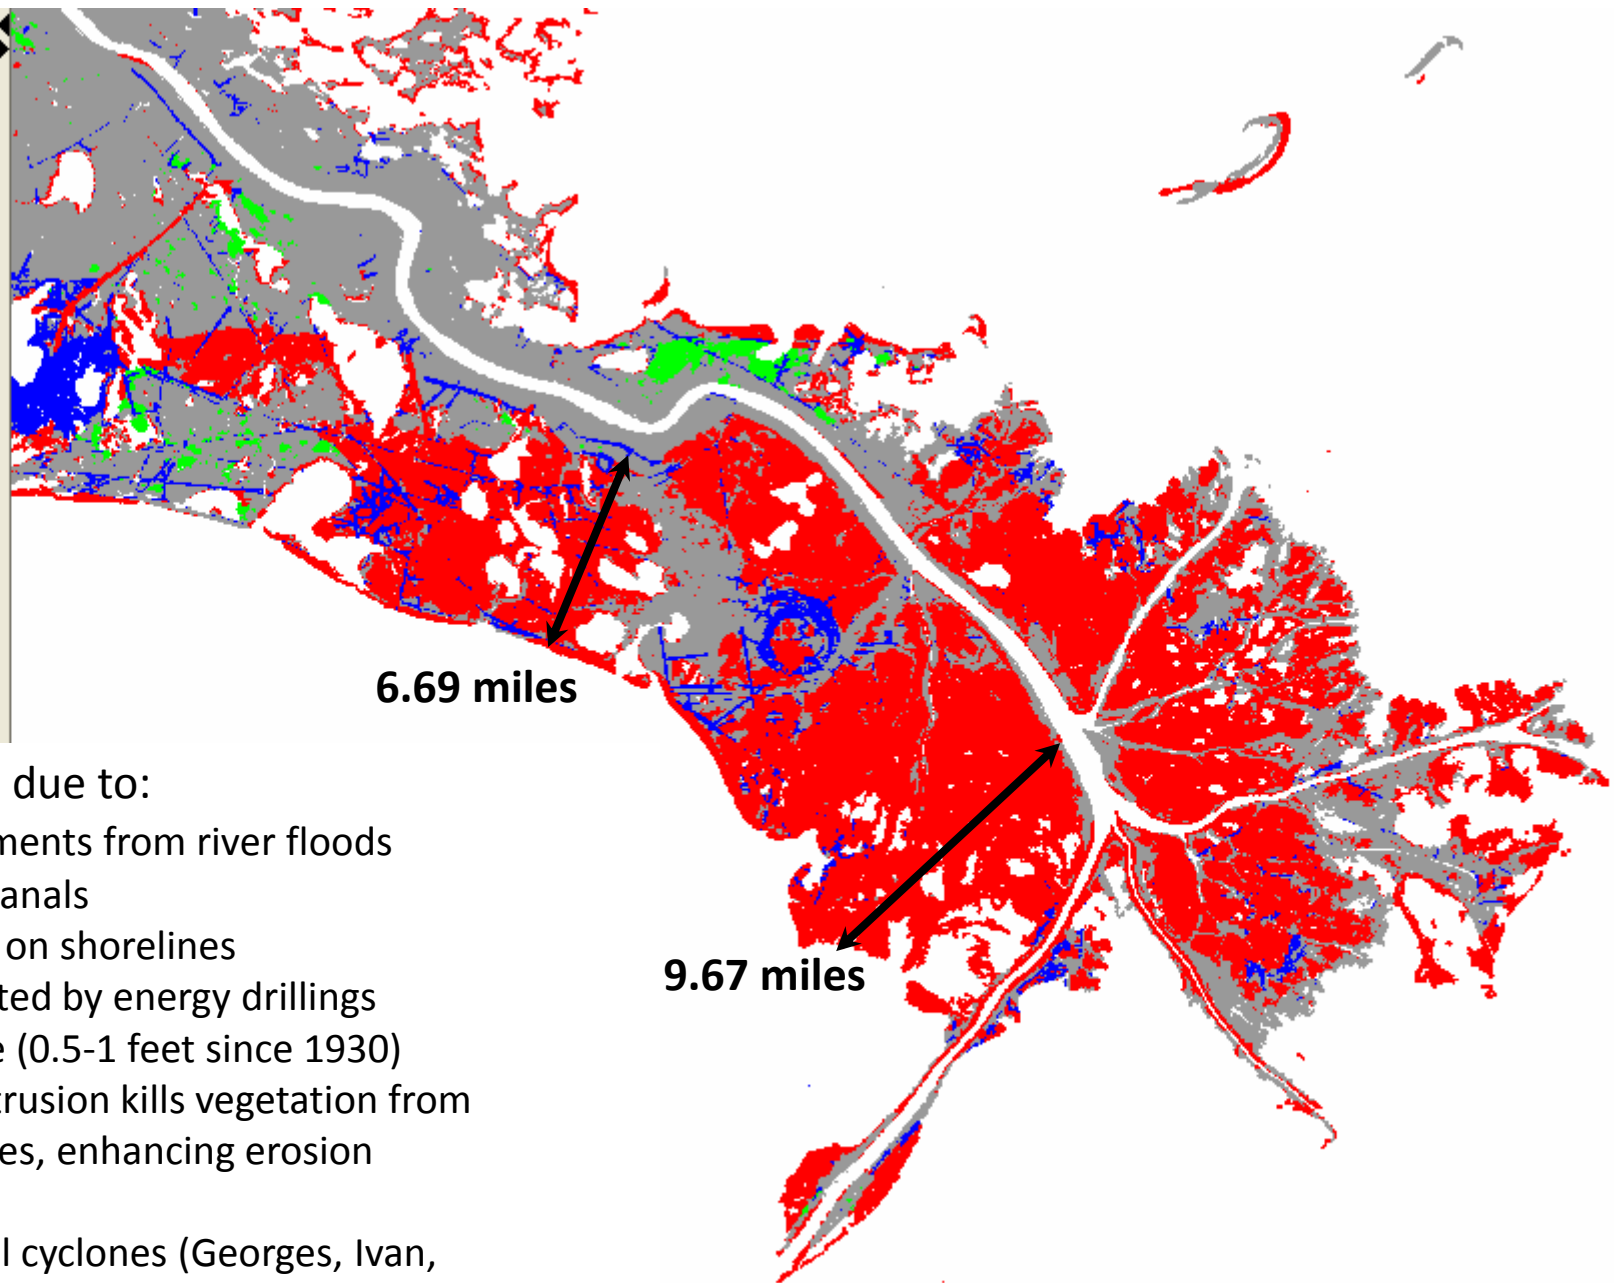 6.69 miles
9.67 miles
due to:
ments from river floods
anals
on shorelines
ted by energy drillings
e (0.5-1 feet since 1930)
trusion kills vegetation from
es, enhancing erosion
l cyclones (Georges, Ivan,